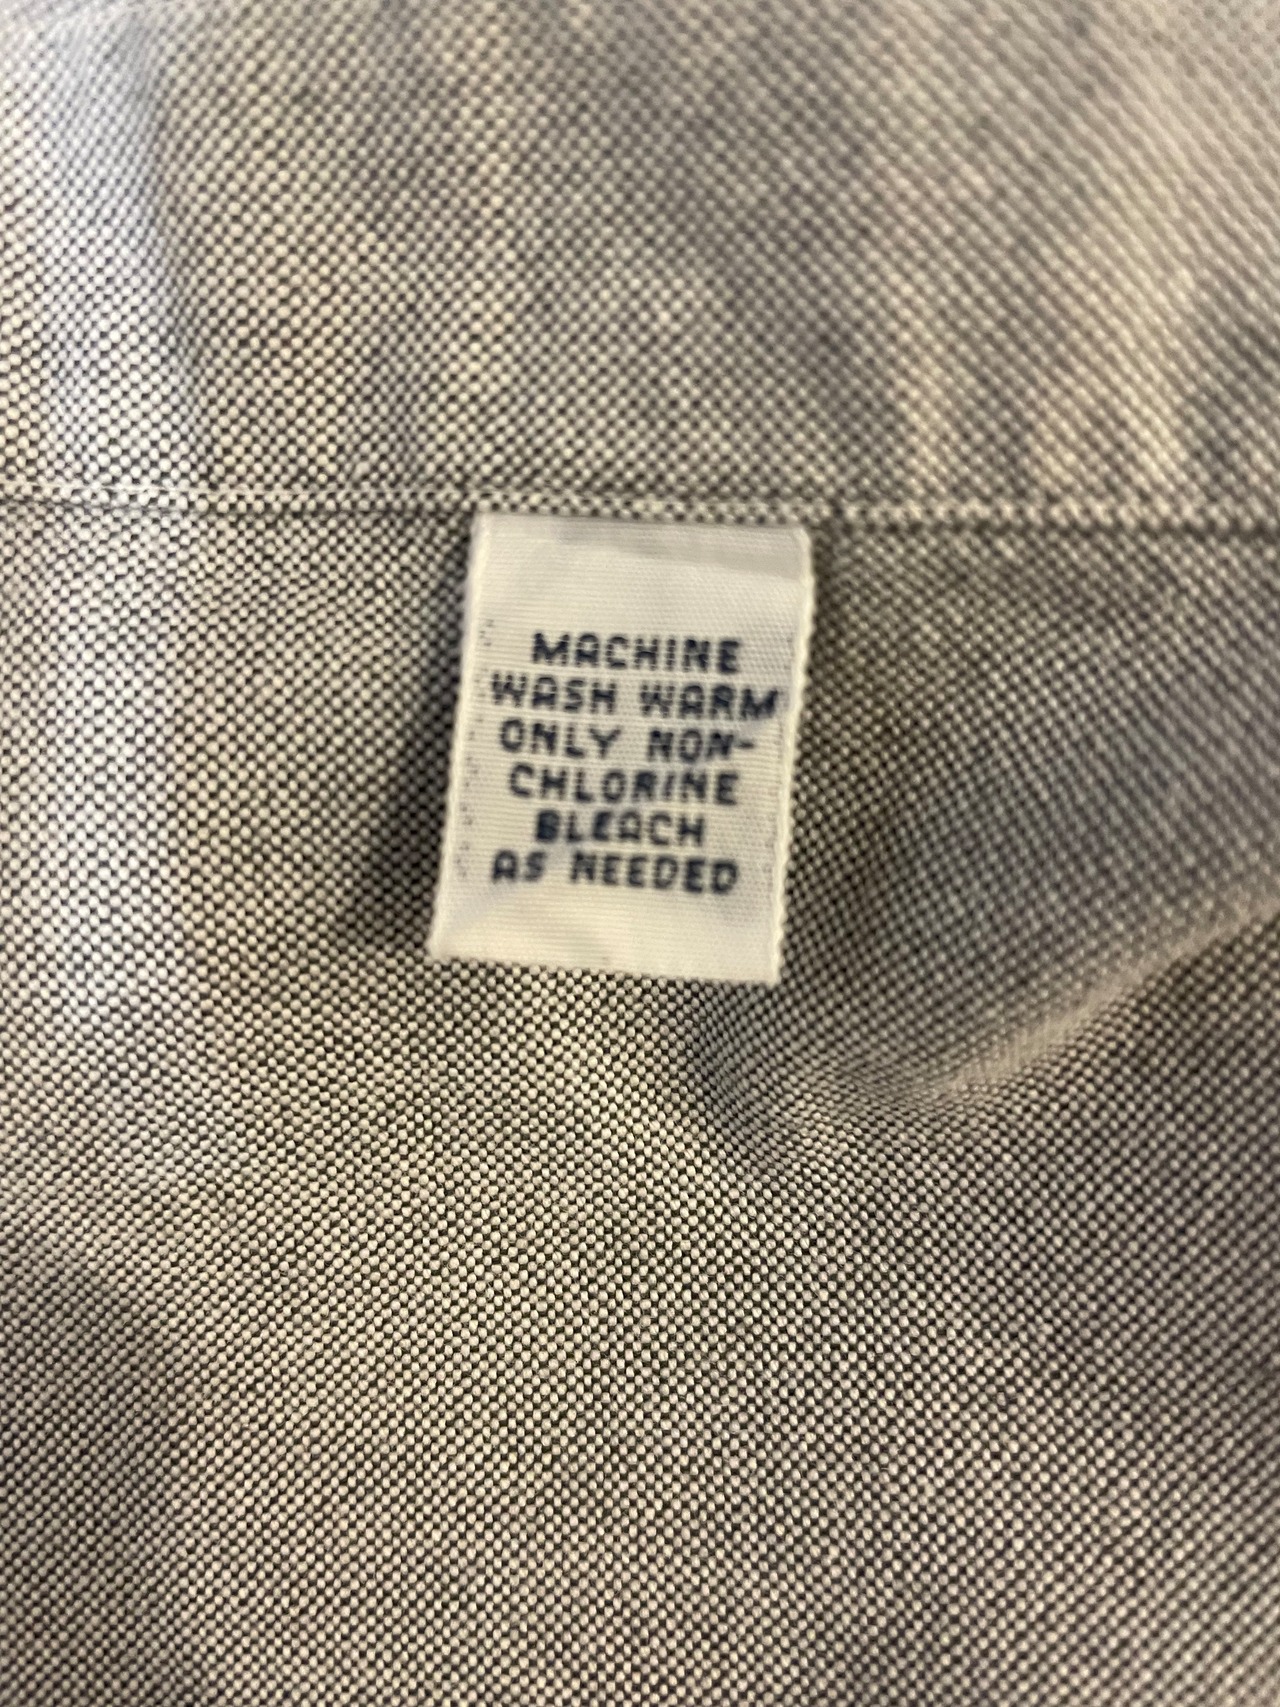 MACHINE
WASH WARM
ONLY NON-
CHLORINE
BLEACH
AS NEEDED